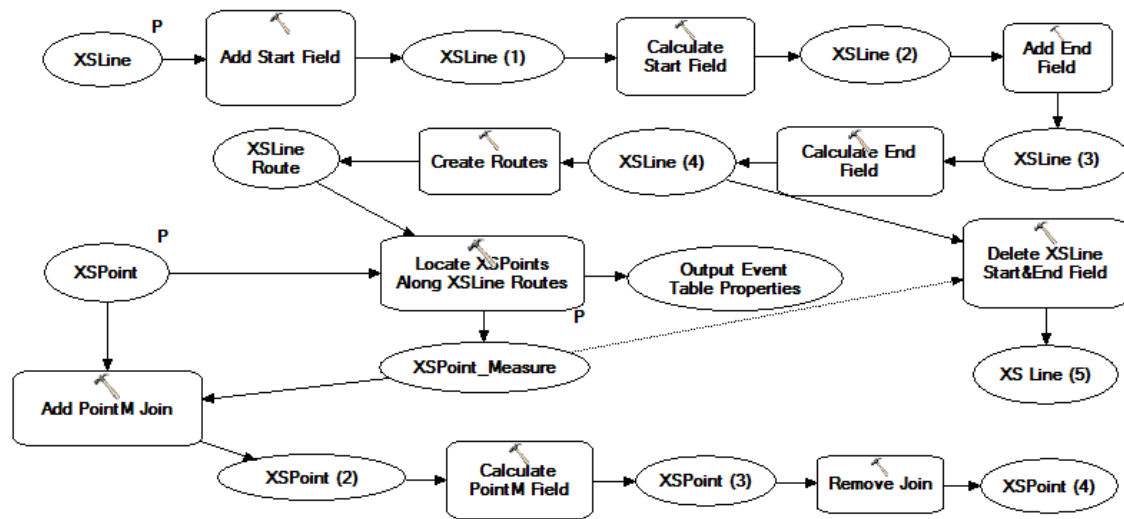 P
XSLine
Add Start Field
XSLine (1)
Calculate
Start Field
XSLine (2)
Add End
Field
XSLine
Route
Create Routes
XSLine (4)
Calculate End
Field
XSLine (3)
P
XSPoint
Locate XSPoints
Along XSLine Routes
Output Event
Table Properties
Delete XSLine
Start&End Field
P
XSPoint_Measure
XS Line (5)
Add PointM Join
XSPoint (2)
Calculate
PointM Field
XSPoint (3)
Remove Join
XSPoint (4)